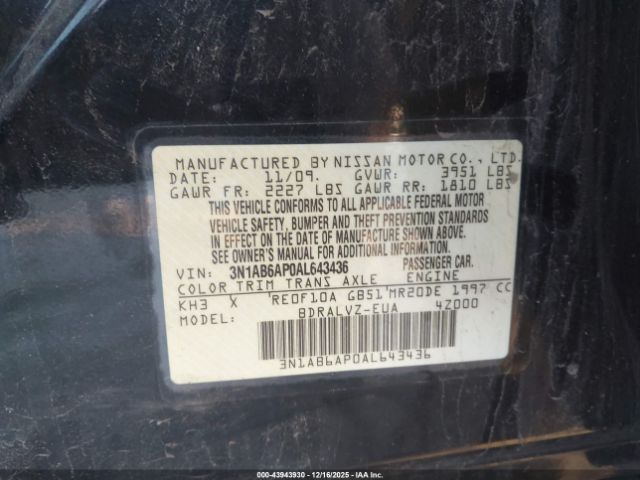 MANUFACTURED BY NISSAN MOTOR CO., LTD.
DATE: 11/09. GVWR: 3951 LBS
GAWR FR: 2227 LBS GAWR RR: 1810 LBS
THIS VEHICLE CONFORMS TO ALL APPLICABLE FEDERAL MOTOR
VEHICLE SAFETY, BUMPER AND THEFT PREVENTION STANDARDS
IN EFFECT ON THE DATE OF MANUFACTURE SHOWN ABOVE.
SEE OWNER'S MANUAL FOR ADDITIONAL INFORMATION.
VIN: 3N1AB6AP0AL643436 PASSENGER CAR.
COLOR TRIM TRANS AXLE ENGINE
KH3 X RE0F10A GB51 MR20DE 1997 CC
MODEL: BDRALVZ-EUA 4Z000
3N1AB6AP0AL643436
000-43943930 - 12/16/2025 - IAAI.com